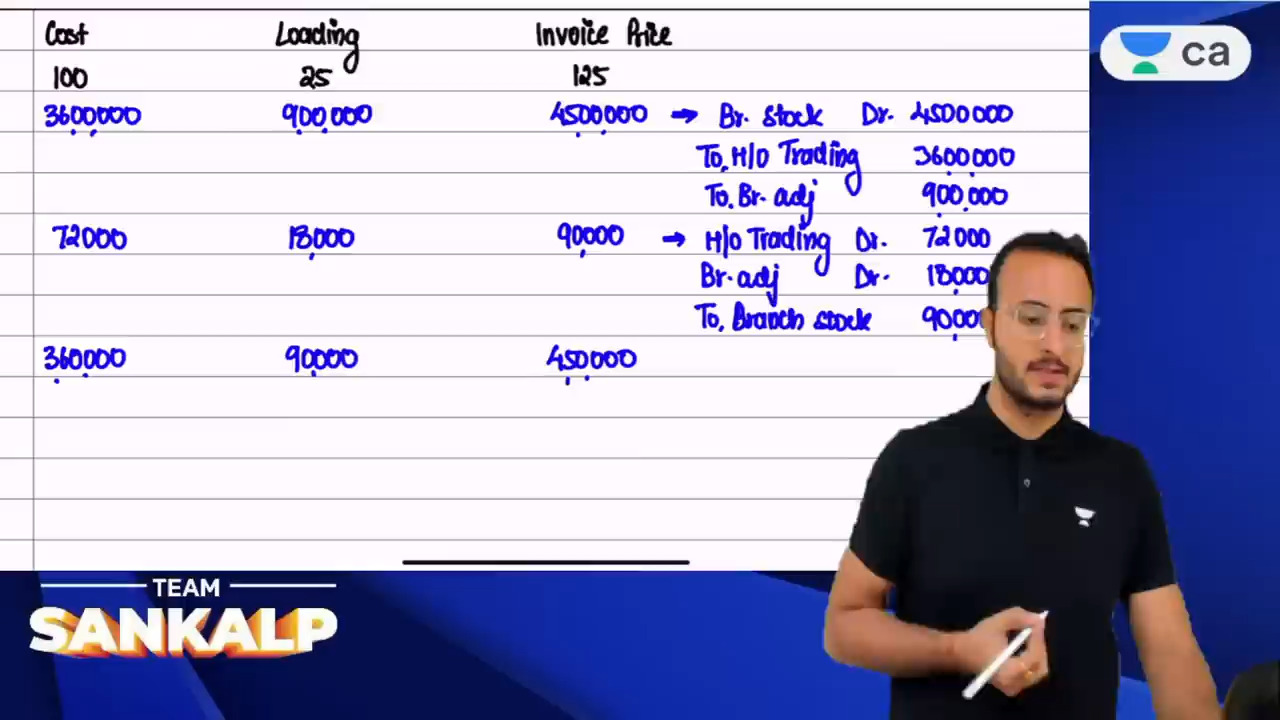 Cost Loading Invoice Price
100 25 125
3600000 900,000 4500000 → Br. stock Dr. 4500000
To, H/O Trading 3600000
To, Br. adj 900,000
72000 18000 90000 → H/O Trading Dr. 72000
Br. adj Dr. 18000
To, Branch stock
360000 90000 450000
ca
TEAM
SANKALP